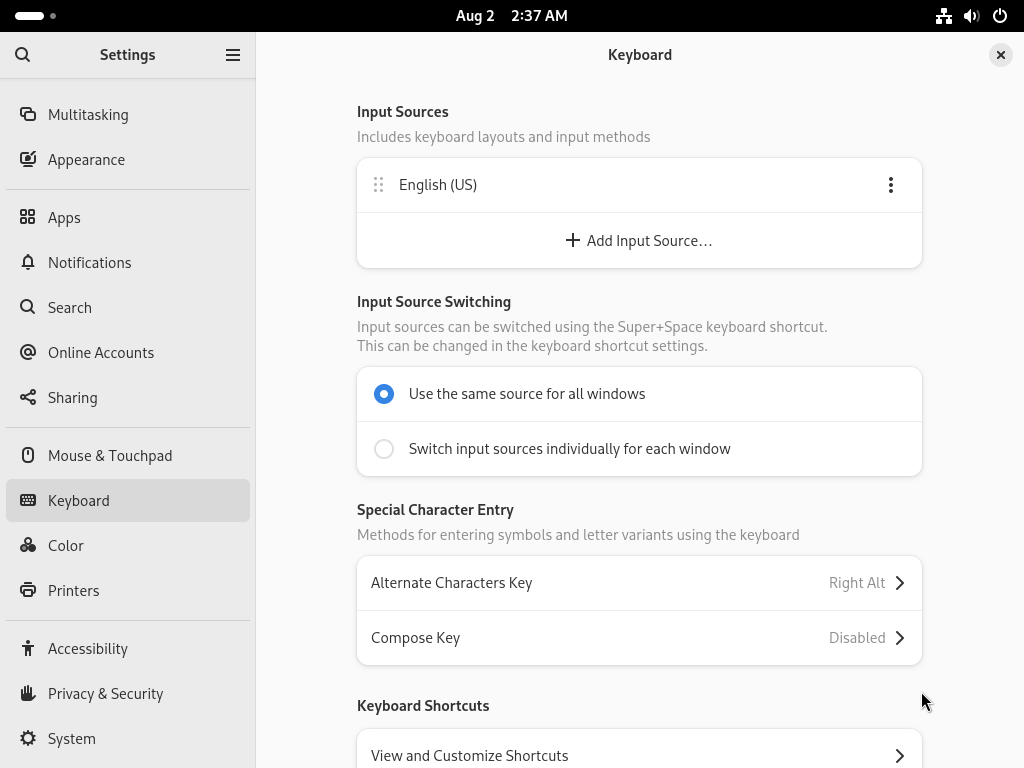 Aug 2 2:37 AM
Settings
Multitasking
Appearance
Apps
Notifications
Search
Online Accounts
Sharing
Mouse & Touchpad
Keyboard
Color
Printers
Accessibility
Privacy & Security
System
Keyboard
Input Sources
Includes keyboard layouts and input methods
English (US)
Add Input Source…
Input Source Switching
Input sources can be switched using the Super+Space keyboard shortcut.
This can be changed in the keyboard shortcut settings.
Use the same source for all windows
Switch input sources individually for each window
Special Character Entry
Methods for entering symbols and letter variants using the keyboard
Alternate Characters Key Right Alt
Compose Key Disabled
Keyboard Shortcuts
View and Customize Shortcuts